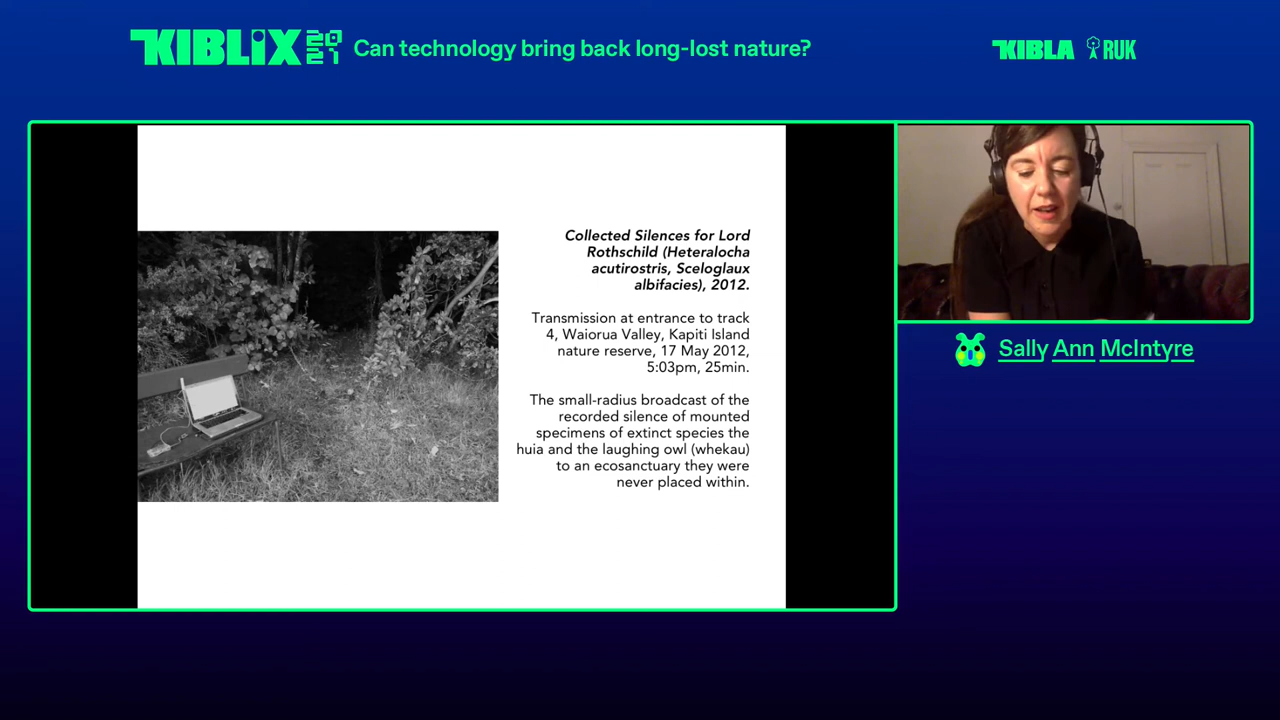 KIBLIX 2021 Can technology bring back long-lost nature?
KIBLA RUK
Collected Silences for Lord
Rothschild (Heteralocha
acutirostris, Sceloglaux
albifacies), 2012.
Transmission at entrance to track
4, Waiorua Valley, Kapiti Island
nature reserve, 17 May 2012,
5:03pm, 25min.
The small-radius broadcast of the
recorded silence of mounted
specimens of extinct species the
huia and the laughing owl (whekau)
to an ecosanctuary they were
never placed within.
Sally Ann McIntyre